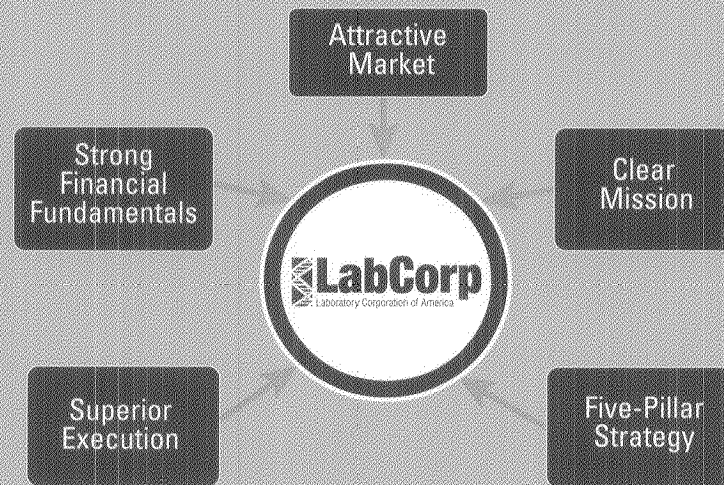 Attractive
Market
Strong
Financial
Fundamentals
Clear
Mission
LabCorp
Laboratory Corporation of America
Superior
Execution
Five-Pillar
Strategy